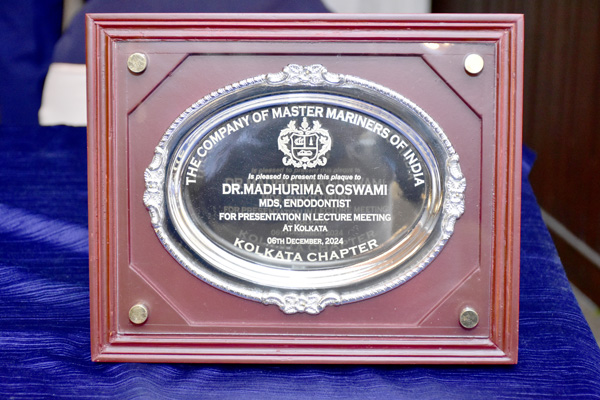 THE COMPANY OF MASTER MARINERS OF INDIA
is pleased to present this plaque to
DR.MADHURIMA GOSWAMI
MDS, ENDODONTIST
FOR PRESENTATION IN LECTURE MEETING
AT KOLKATA
06TH DECEMBER, 2024
KOLKATA CHAPTER